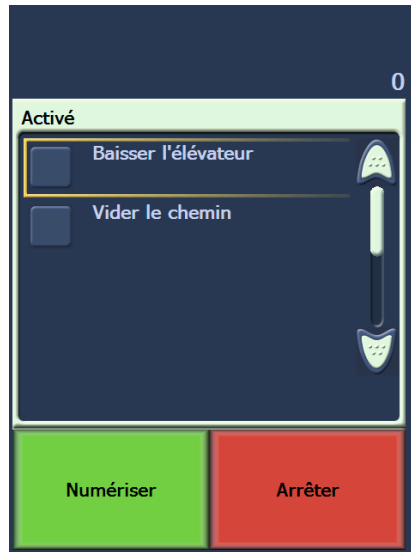 0
Activé
Baisser l'élévateur
Vider le chemin
Numériser
Arrêter